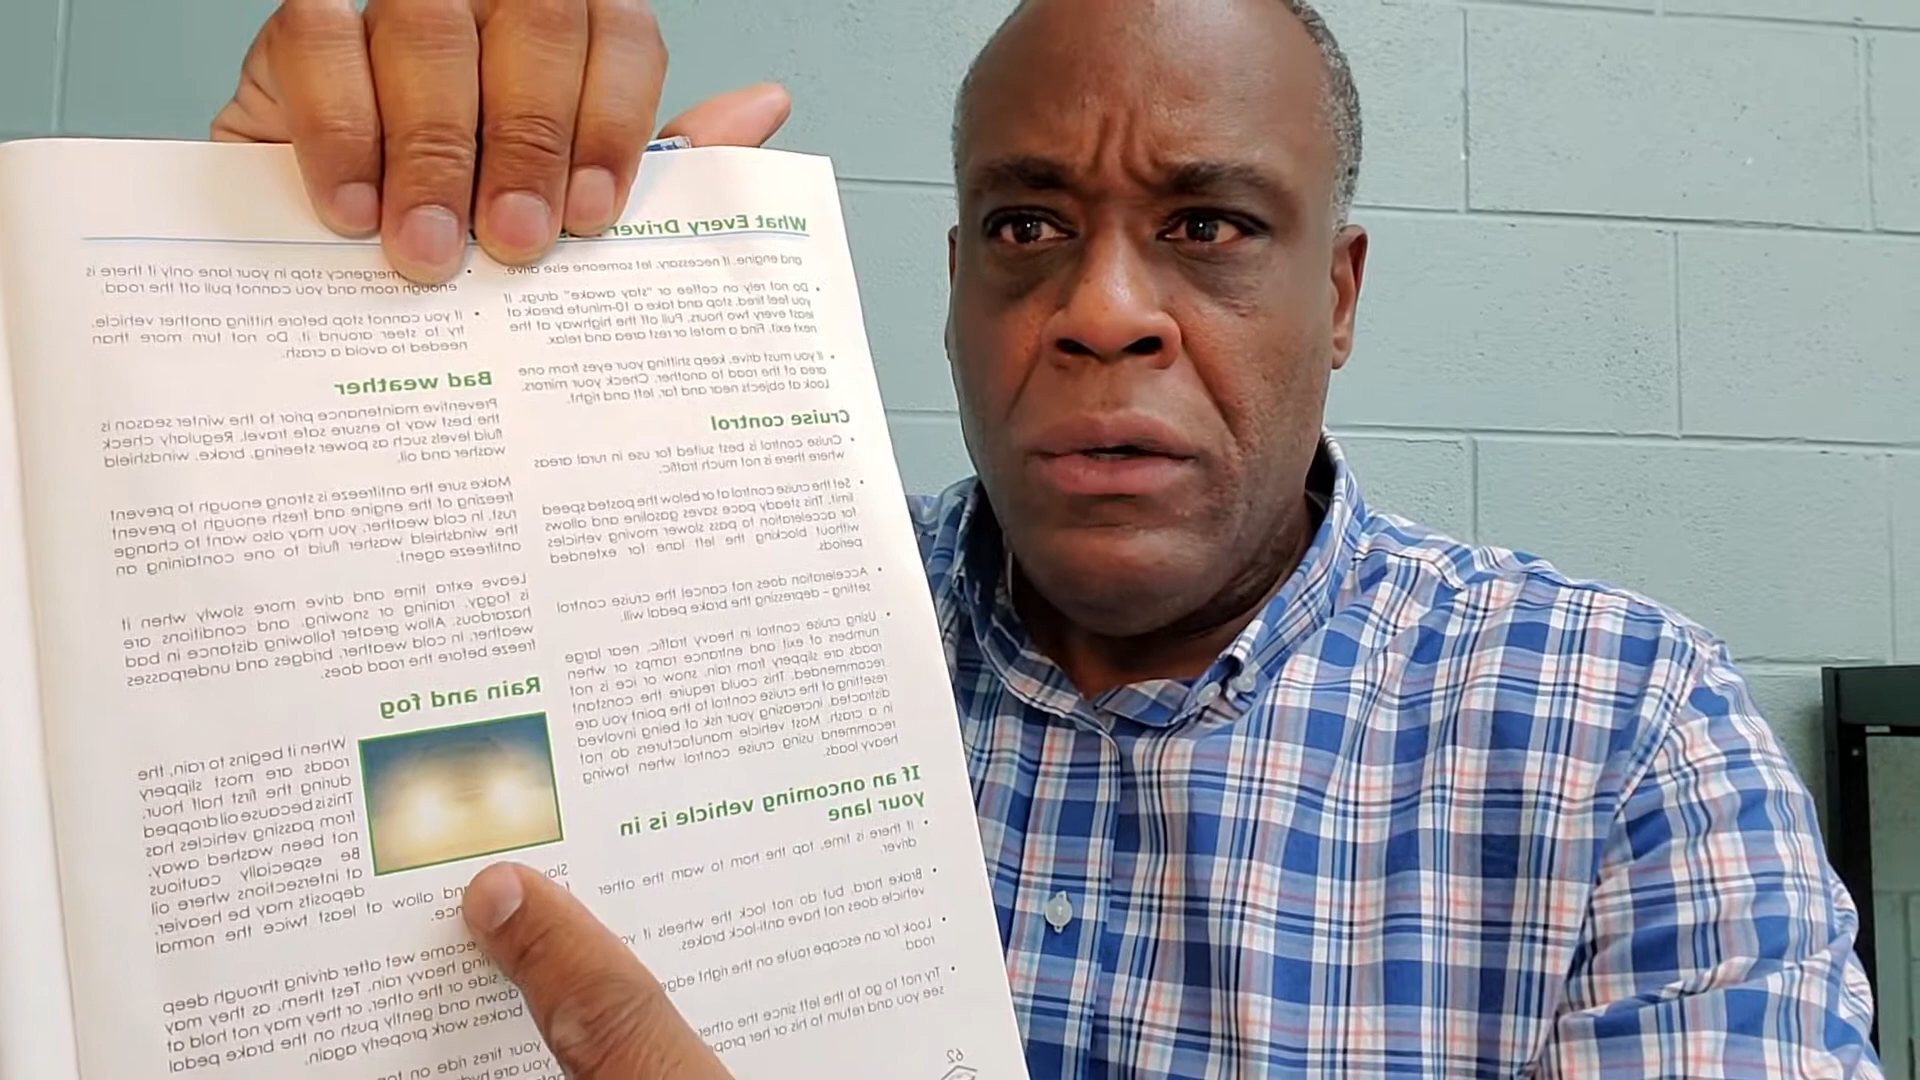 What Every Driver
and engine. If necessary, let someone else drive.
• Do not rely on coffee or "stay awake" drugs. If
you feel tired, stop and take a 10-minute break at
least every two hours. Pull off the highway at the
next exit. Find a motel or rest area and relax.
• If you must drive, keep shifting your eyes from one
area of the road to another. Check your mirrors.
Look at objects near and far, left and right.
Cruise control
• Cruise control is best suited for use in rural areas
where there is not much traffic.
• Set the cruise control at or below the posted speed
limit. This steady pace saves gasoline and allows
for acceleration to pass slower moving vehicles
without blocking the left lane for extended
periods.
• Acceleration does not cancel the cruise control
setting – depressing the brake pedal will.
• Using cruise control in heavy traffic, near large
numbers of exit and entrance ramps or when
roads are slippery from rain, snow or ice is not
recommended. This could require the constant
resetting of the cruise control to the point you are
distracted, increasing your risk of being involved
in a crash. Most vehicle manufacturers do not
recommend using cruise control when towing
heavy loads.
If an oncoming vehicle is in
your lane
• If there is time, tap the horn to warn the other
driver.
• Brake hard, but do not lock the wheels if
vehicle does not have anti-lock brakes.
• Look for an escape route on the right
road.
• Try not to go to the left since the other
see you and return to his or her
62
• stop in your lane only if there is
enough room and you cannot pull off the road.
• If you cannot stop before hitting another vehicle,
try to steer around it. Do not turn more than
needed to avoid a crash.
Bad weather
Preventive maintenance prior to the winter season is
the best way to ensure safe travel. Regularly check
fluid levels such as power steering, brake, windshield
washer and oil.
Make sure the antifreeze is strong enough to prevent
freezing of the engine and fresh enough to prevent
rust. In cold weather, you may also want to change
the windshield washer fluid to one containing an
antifreeze agent.
Leave extra time and drive more slowly when it
is foggy, raining or snowing, and conditions are
hazardous. Allow greater following distance in bad
weather. In cold weather, bridges and underpasses
freeze before the road does.
Rain and fog
When it begins to rain, the
roads are most slippery
during the first half hour.
This is because oil dropped
from passing vehicles has
not been washed away.
Be especially cautious
at intersections where oil
deposits may be heavier.
and allow at least twice the normal
after driving through deep
heavy rain. Test them, as they may
side or the other, or they may not hold at
down and gently push on the brake pedal
brakes work properly again.
your tires ride on top
you are